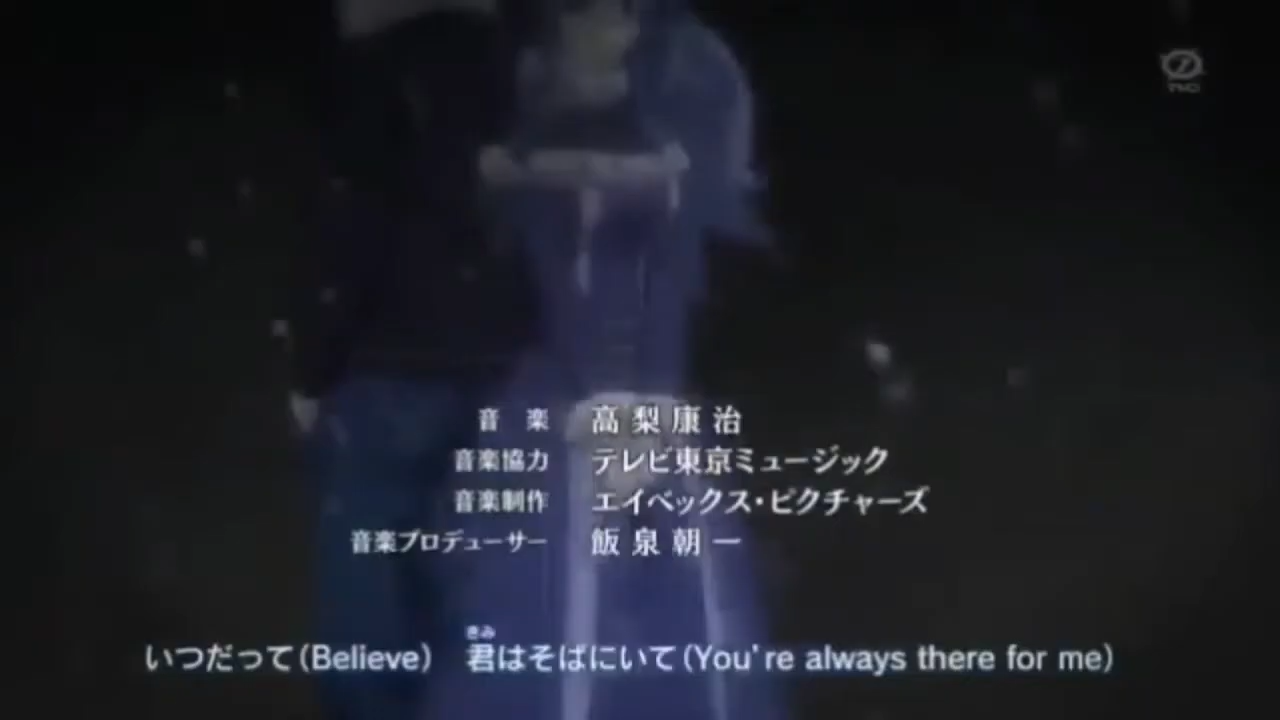 音 楽 高梨康治
音楽協力 テレビ東京ミュージック
音楽制作 エイベックス・ピクチャーズ
音楽プロデューサー 飯泉朝一
きみ
いつだって(Believe) 君はそばにいて(You're always there for me)